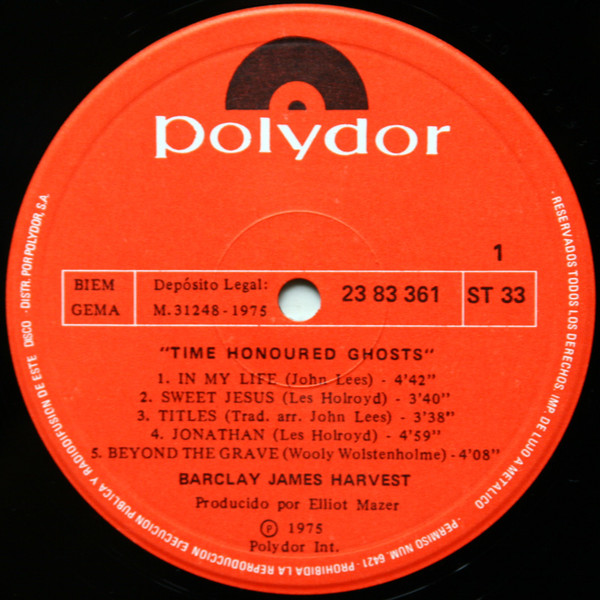 polydor
1
BIEM
GEMA
Depósito Legal:
M. 31248 - 1975
23 83 361
ST 33
"TIME HONOURED GHOSTS"
1. IN MY LIFE (John Lees) - 4'42"
2. SWEET JESUS (Les Holroyd) - 3'40"
3. TITLES (Trad. arr. John Lees) - 3'38"
4. JONATHAN (Les Holroyd) - 4'59"
5. BEYOND THE GRAVE (Wooly Wolstenholme) - 4'08"
BARCLAY JAMES HARVEST
Producido por Elliot Mazer
℗ 1975
Polydor Int.
· RESERVADOS TODOS LOS DERECHOS. IMP. DE LUJO A METALICO · PERMISO NUM. 6421 · PROHIBIDA LA REPRODUCCION EJECUCION PUBLICA Y RADIODIFUSION DE ESTE DISCO · DISTR. POR POLYDOR, S.A.